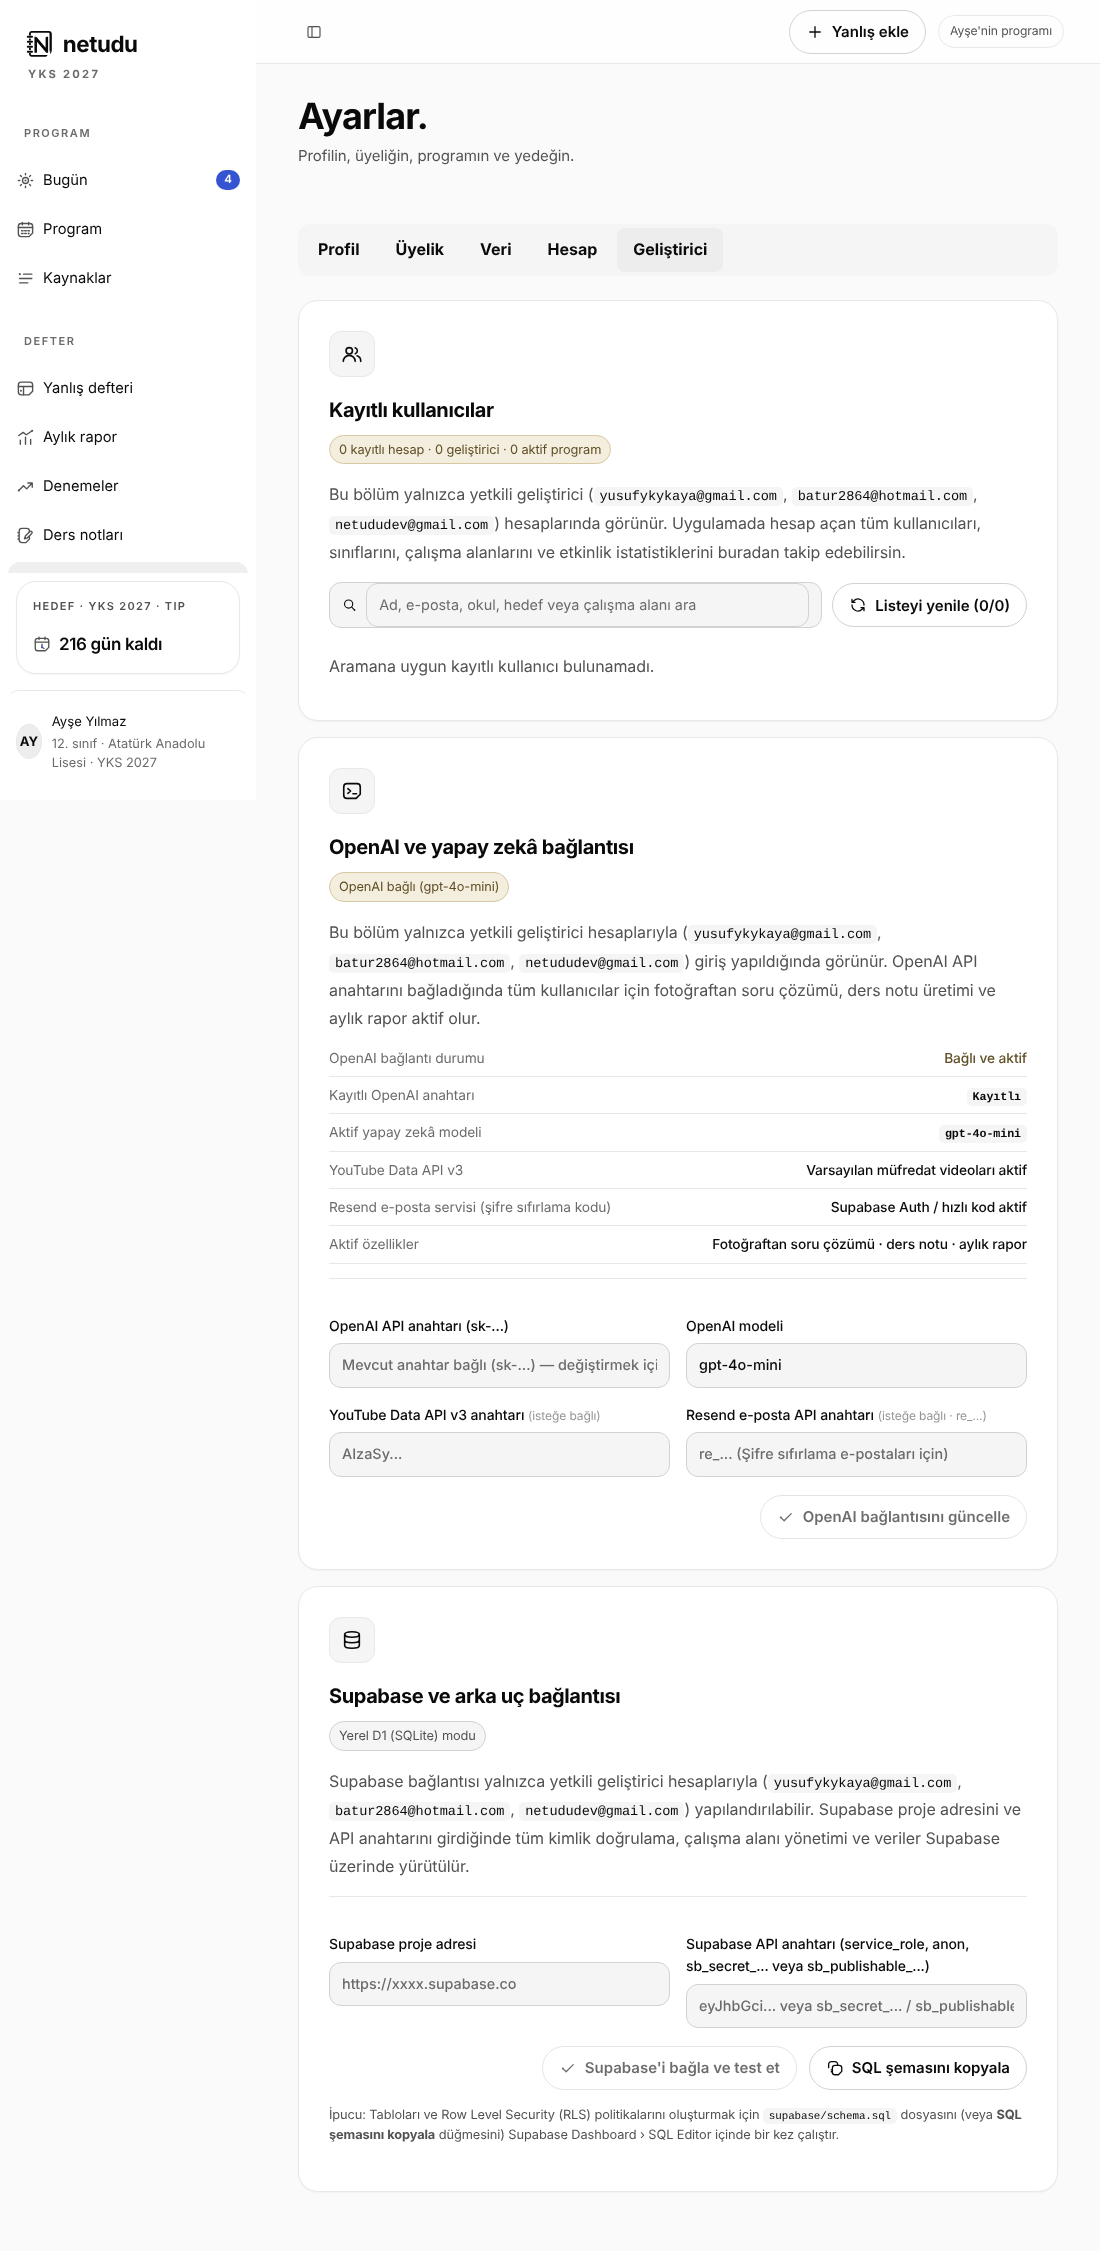 netudu
YKS 2027
PROGRAM
Bugün
4
Program
Kaynaklar
DEFTER
Yanlış defteri
Aylık rapor
Denemeler
Ders notları
HEDEF · YKS 2027 · TIP
216 gün kaldı
AY
Ayşe Yılmaz
12. sınıf · Atatürk Anadolu
Lisesi · YKS 2027
Yanlış ekle
Ayşe'nin programı
Ayarlar.
Profilin, üyeliğin, programın ve yedeğin.
Profil
Üyelik
Veri
Hesap
Geliştirici
Kayıtlı kullanıcılar
0 kayıtlı hesap · 0 geliştirici · 0 aktif program
Bu bölüm yalnızca yetkili geliştirici ( yusufykykaya@gmail.com , batur2864@hotmail.com ,
netududev@gmail.com ) hesaplarında görünür. Uygulamada hesap açan tüm kullanıcıları,
sınıflarını, çalışma alanlarını ve etkinlik istatistiklerini buradan takip edebilirsin.
Ad, e-posta, okul, hedef veya çalışma alanı ara
Listeyi yenile (0/0)
Aramana uygun kayıtlı kullanıcı bulunamadı.
OpenAI ve yapay zekâ bağlantısı
OpenAI bağlı (gpt-4o-mini)
Bu bölüm yalnızca yetkili geliştirici hesaplarıyla ( yusufykykaya@gmail.com ,
batur2864@hotmail.com , netududev@gmail.com ) giriş yapıldığında görünür. OpenAI API
anahtarını bağladığında tüm kullanıcılar için fotoğraftan soru çözümü, ders notu üretimi ve
aylık rapor aktif olur.
OpenAI bağlantı durumu
Bağlı ve aktif
Kayıtlı OpenAI anahtarı
Kayıtlı
Aktif yapay zekâ modeli
gpt-4o-mini
YouTube Data API v3
Varsayılan müfredat videoları aktif
Resend e-posta servisi (şifre sıfırlama kodu)
Supabase Auth / hızlı kod aktif
Aktif özellikler
Fotoğraftan soru çözümü · ders notu · aylık rapor
OpenAI API anahtarı (sk-...)
OpenAI modeli
Mevcut anahtar bağlı (sk-...) — değiştirmek içi
gpt-4o-mini
YouTube Data API v3 anahtarı (isteğe bağlı)
Resend e-posta API anahtarı (isteğe bağlı · re_...)
AIzaSy...
re_... (Şifre sıfırlama e-postaları için)
OpenAI bağlantısını güncelle
Supabase ve arka uç bağlantısı
Yerel D1 (SQLite) modu
Supabase bağlantısı yalnızca yetkili geliştirici hesaplarıyla ( yusufykykaya@gmail.com ,
batur2864@hotmail.com , netududev@gmail.com ) yapılandırılabilir. Supabase proje adresini ve
API anahtarını girdiğinde tüm kimlik doğrulama, çalışma alanı yönetimi ve veriler Supabase
üzerinde yürütülür.
Supabase proje adresi
Supabase API anahtarı (service_role, anon,
sb_secret_... veya sb_publishable_...)
https://xxxx.supabase.co
eyJhbGci... veya sb_secret_... / sb_publishable
Supabase'i bağla ve test et
SQL şemasını kopyala
İpucu: Tabloları ve Row Level Security (RLS) politikalarını oluşturmak için supabase/schema.sql dosyasını (veya SQL
şemasını kopyala düğmesini) Supabase Dashboard › SQL Editor içinde bir kez çalıştır.